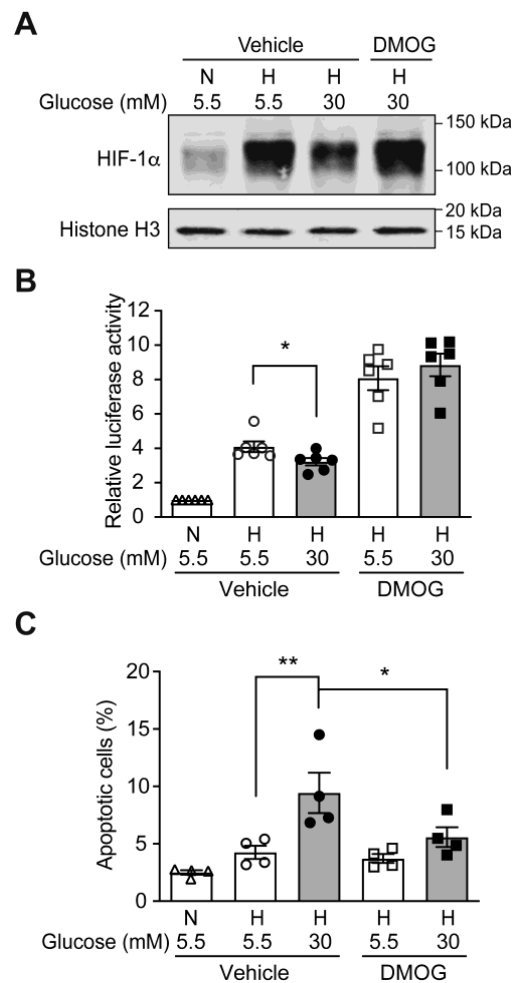 A
Vehicle DMOG
N H H H
Glucose (mM) 5.5 5.5 30 30
HIF-1α
150 kDa
100 kDa
Histone H3
20 kDa
15 kDa
B
Relative luciferase activity
12
10
8
6
4
2
0
*
N H H H H
Glucose (mM) 5.5 5.5 30 5.5 30
Vehicle DMOG
C
Apoptotic cells (%)
20
15
10
5
0
** *
N H H H H
Glucose (mM) 5.5 5.5 30 5.5 30
Vehicle DMOG